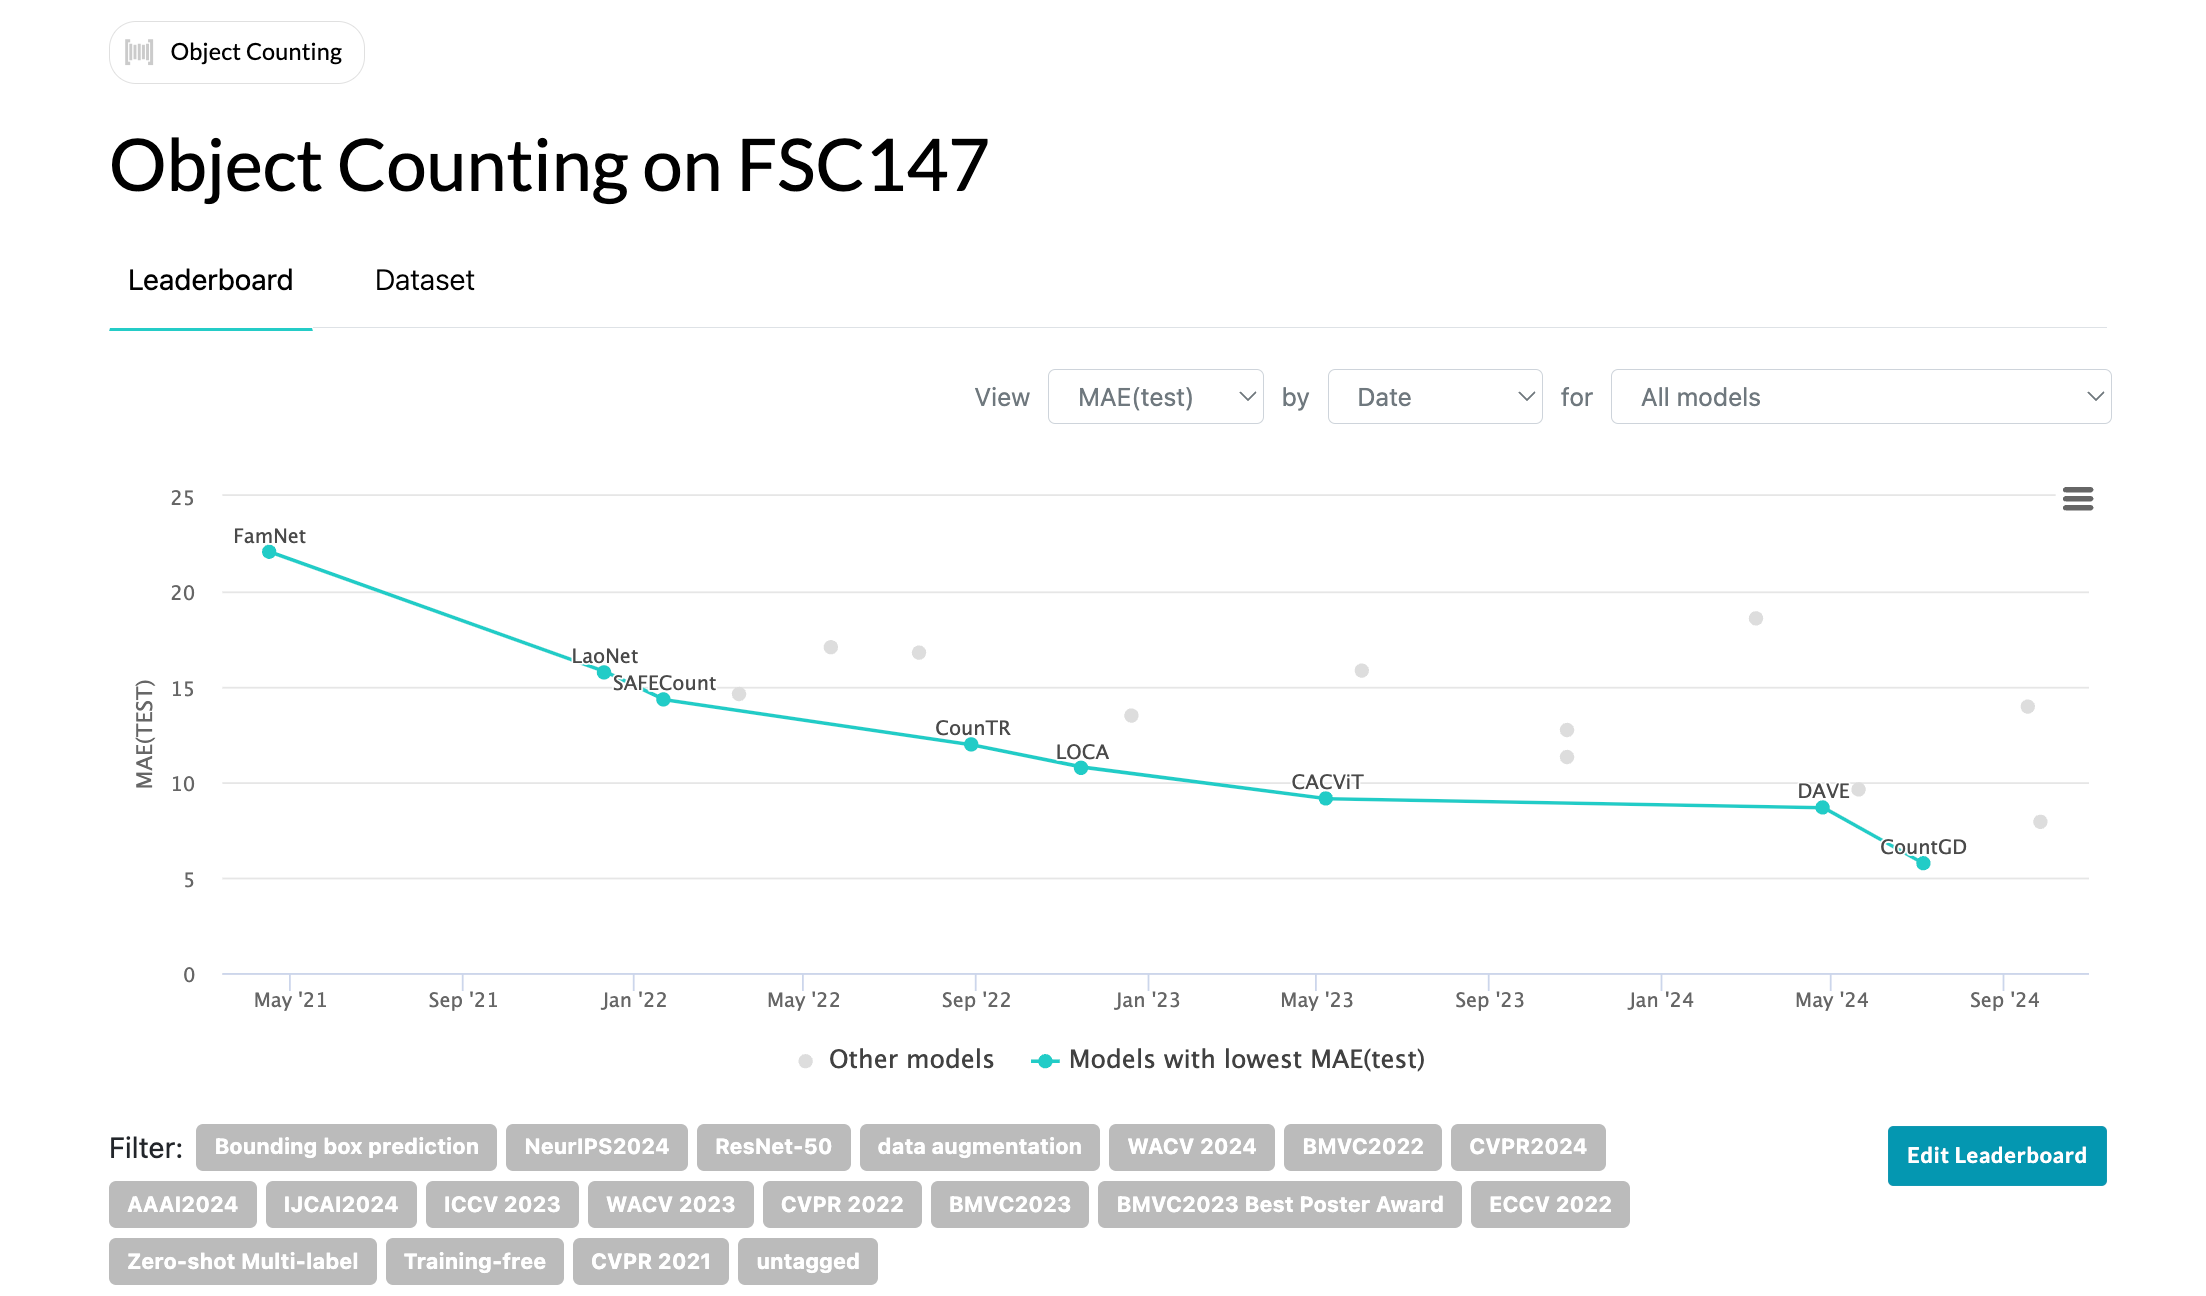 Object Counting
Object Counting on FSC147
Leaderboard Dataset
View MAE(test) by Date for All models
25
20
15
10
5
0
MAE(TEST)
FamNet
LaoNet
SAFECount
CounTR
LOCA
CACViT
DAVE
CountGD
May '21 Sep '21 Jan '22 May '22 Sep '22 Jan '23 May '23 Sep '23 Jan '24 May '24 Sep '24
Other models Models with lowest MAE(test)
Filter: Bounding box prediction NeurIPS2024 ResNet-50 data augmentation WACV 2024 BMVC2022 CVPR2024
Edit Leaderboard
AAAI2024 IJCAI2024 ICCV 2023 WACV 2023 CVPR 2022 BMVC2023 BMVC2023 Best Poster Award ECCV 2022
Zero-shot Multi-label Training-free CVPR 2021 untagged